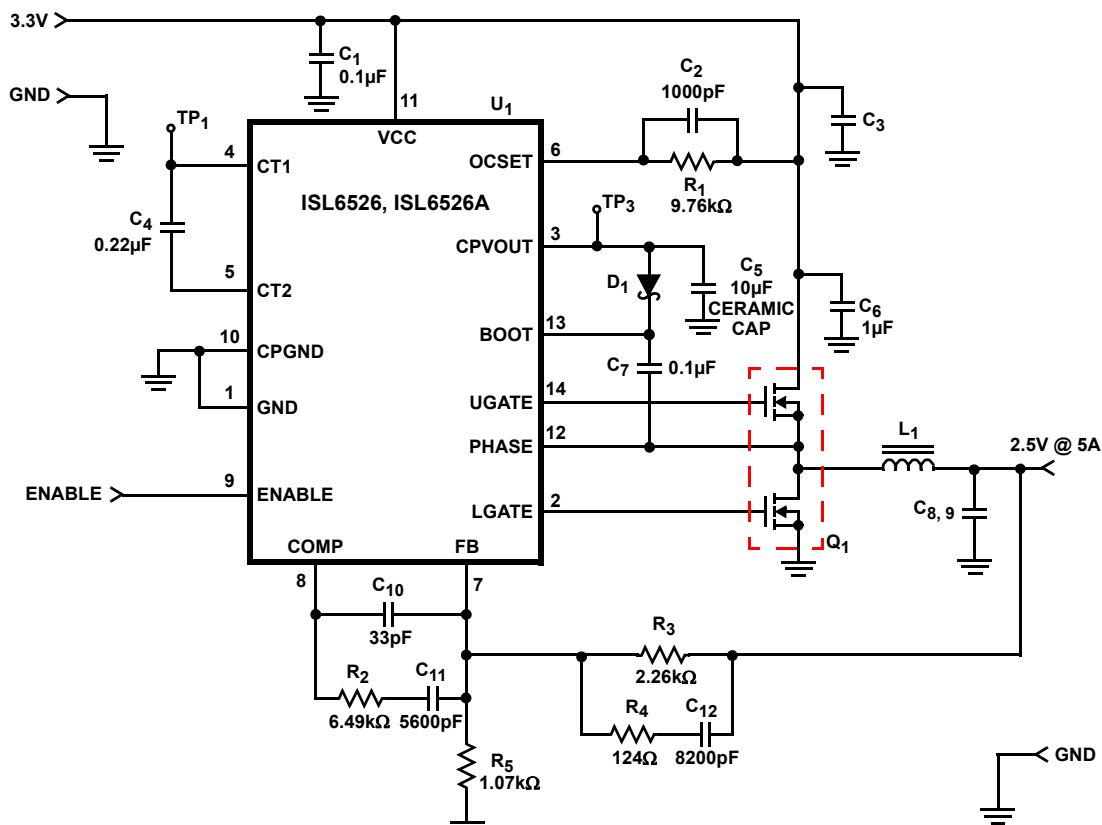 3.3V
C1
0.1µF
GND
C2
1000pF
C3
TP1
11
U1
VCC
4
CT1
OCSET
6
R1
9.76kΩ
ISL6526, ISL6526A
TP3
C4
0.22µF
CPVOUT
3
D1
C5
10µF
CERAMIC
CAP
C6
1µF
5
CT2
BOOT
13
10
CPGND
C7
0.1µF
1
GND
UGATE
14
PHASE
12
L1
2.5V @ 5A
ENABLE
9
ENABLE
LGATE
2
C8, 9
Q1
COMP
FB
8
7
C10
33pF
R3
2.26kΩ
R2
6.49kΩ
C11
5600pF
R4
124Ω
C12
8200pF
R5
1.07kΩ
GND